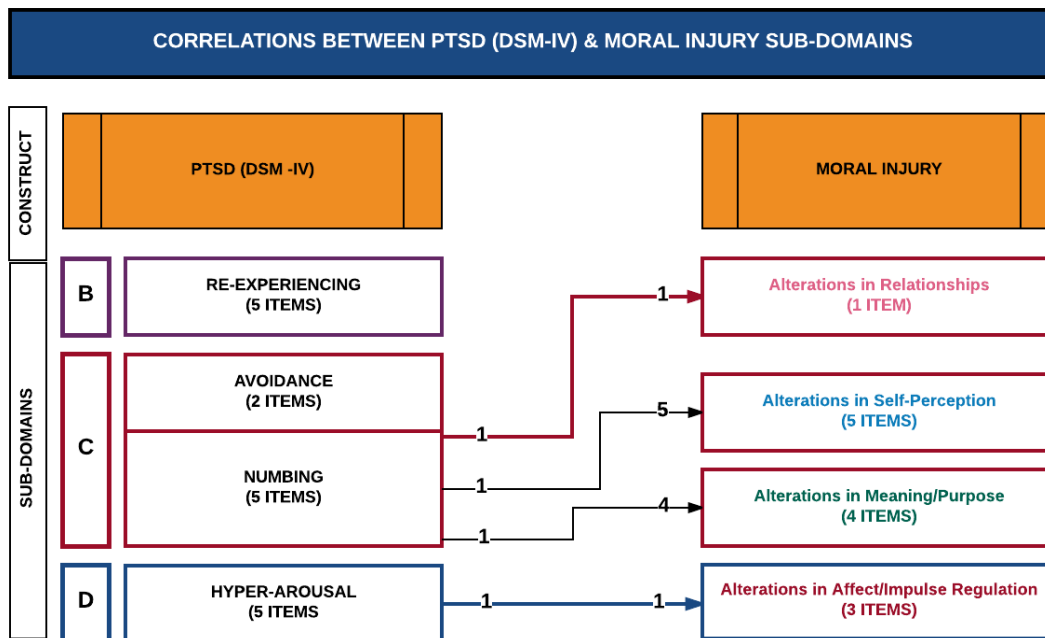 CORRELATIONS BETWEEN PTSD (DSM-IV) & MORAL INJURY SUB-DOMAINS
CONSTRUCT
PTSD (DSM -IV)
MORAL INJURY
SUB-DOMAINS
B
RE-EXPERIENCING
(5 ITEMS)
1
Alterations in Relationships
(1 ITEM)
C
AVOIDANCE
(2 ITEMS)
1
5
Alterations in Self-Perception
(5 ITEMS)
NUMBING
(5 ITEMS)
1
4
Alterations in Meaning/Purpose
(4 ITEMS)
1
D
HYPER-AROUSAL
(5 ITEMS
1
1
Alterations in Affect/Impulse Regulation
(3 ITEMS)